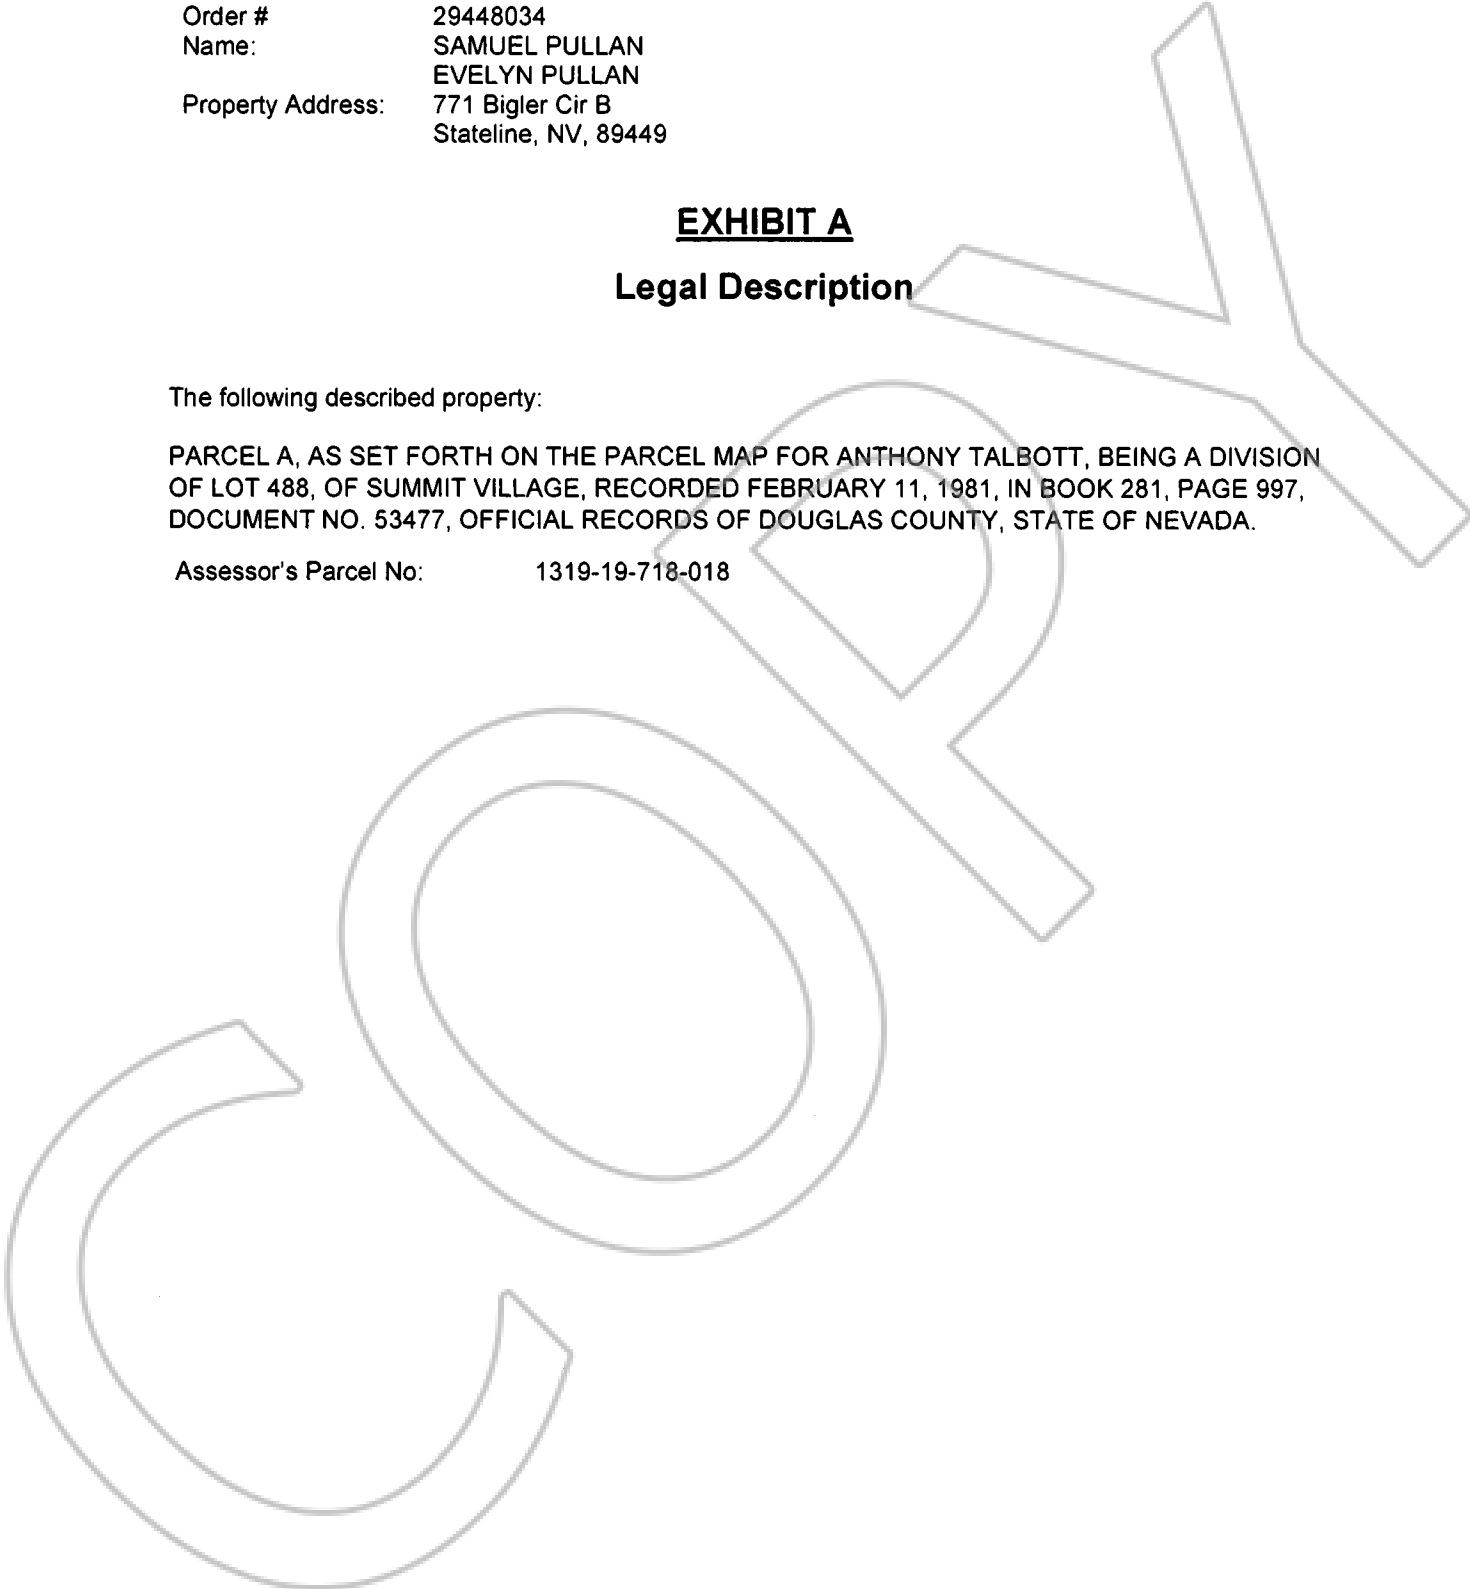 Order # 29448034
Name: SAMUEL PULLAN
EVELYN PULLAN
Property Address: 771 Bigler Cir B
Stateline, NV, 89449
EXHIBIT A
Legal Description
The following described property:
PARCEL A, AS SET FORTH ON THE PARCEL MAP FOR ANTHONY TALBOTT, BEING A DIVISION
OF LOT 488, OF SUMMIT VILLAGE, RECORDED FEBRUARY 11, 1981, IN BOOK 281, PAGE 997,
DOCUMENT NO. 53477, OFFICIAL RECORDS OF DOUGLAS COUNTY, STATE OF NEVADA.
Assessor's Parcel No: 1319-19-718-018
COPY